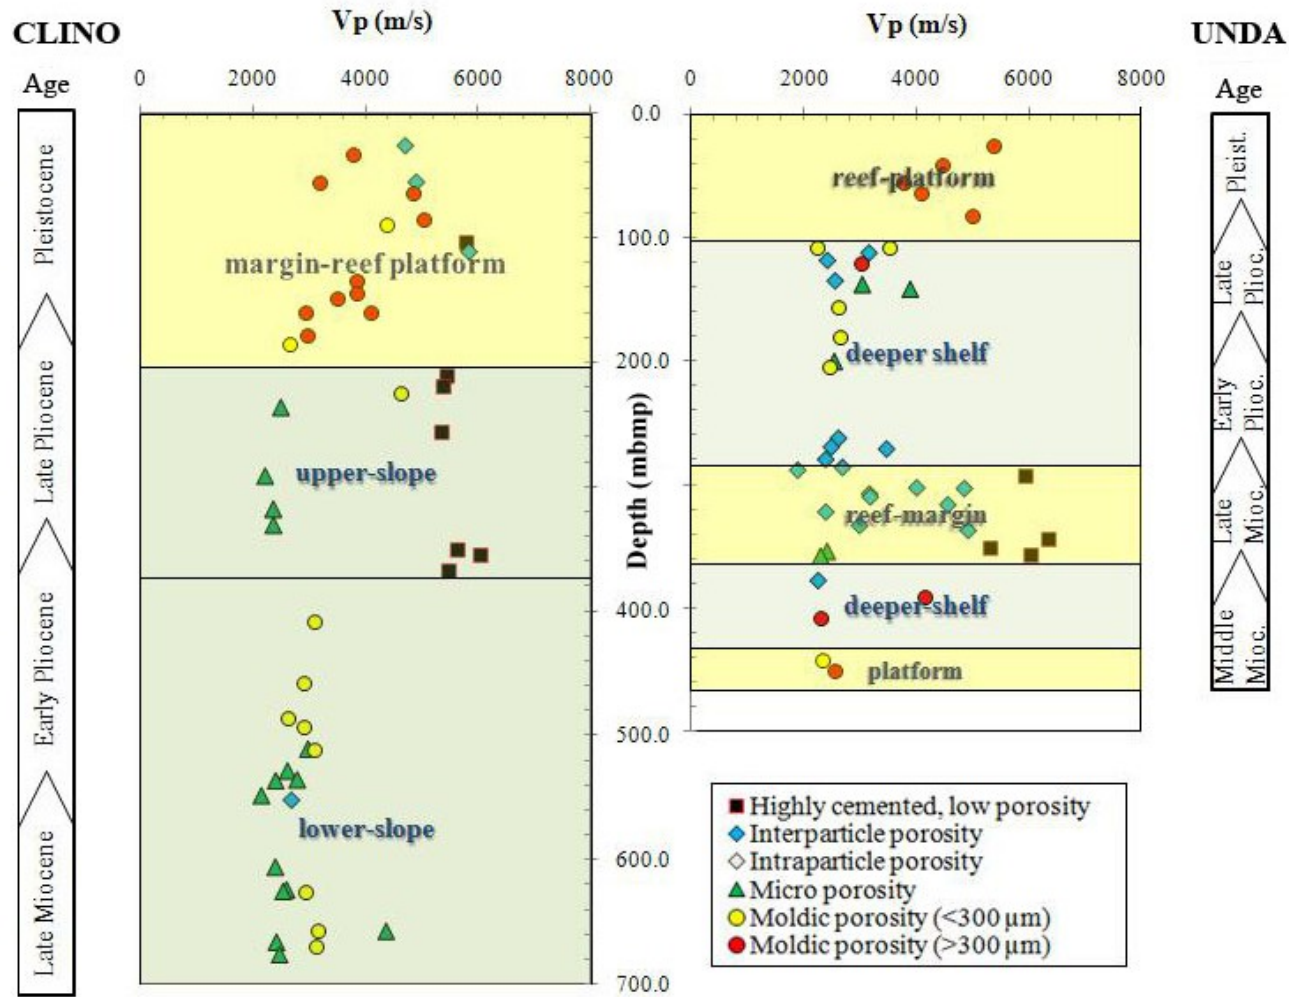 CLINO
Vp (m/s)
Vp (m/s)
UNDA
Age
0 2000 4000 6000 8000
0 2000 4000 6000 8000
Age
0.0
100.0
200.0
400.0
500.0
600.0
700.0
Depth (mbmp)
Pleistocene
Late Pliocene
Early Pliocene
Late Miocene
margin-reef platform
upper-slope
lower-slope
reef-platform
deeper shelf
reef-margin
deeper-shelf
platform
Pleist.
Late
Plioc.
Early
Plioc.
Late
Mioc.
Middle
Mioc.
Highly cemented, low porosity
Interparticle porosity
Intraparticle porosity
Micro porosity
Moldic porosity (<300 µm)
Moldic porosity (>300 µm)